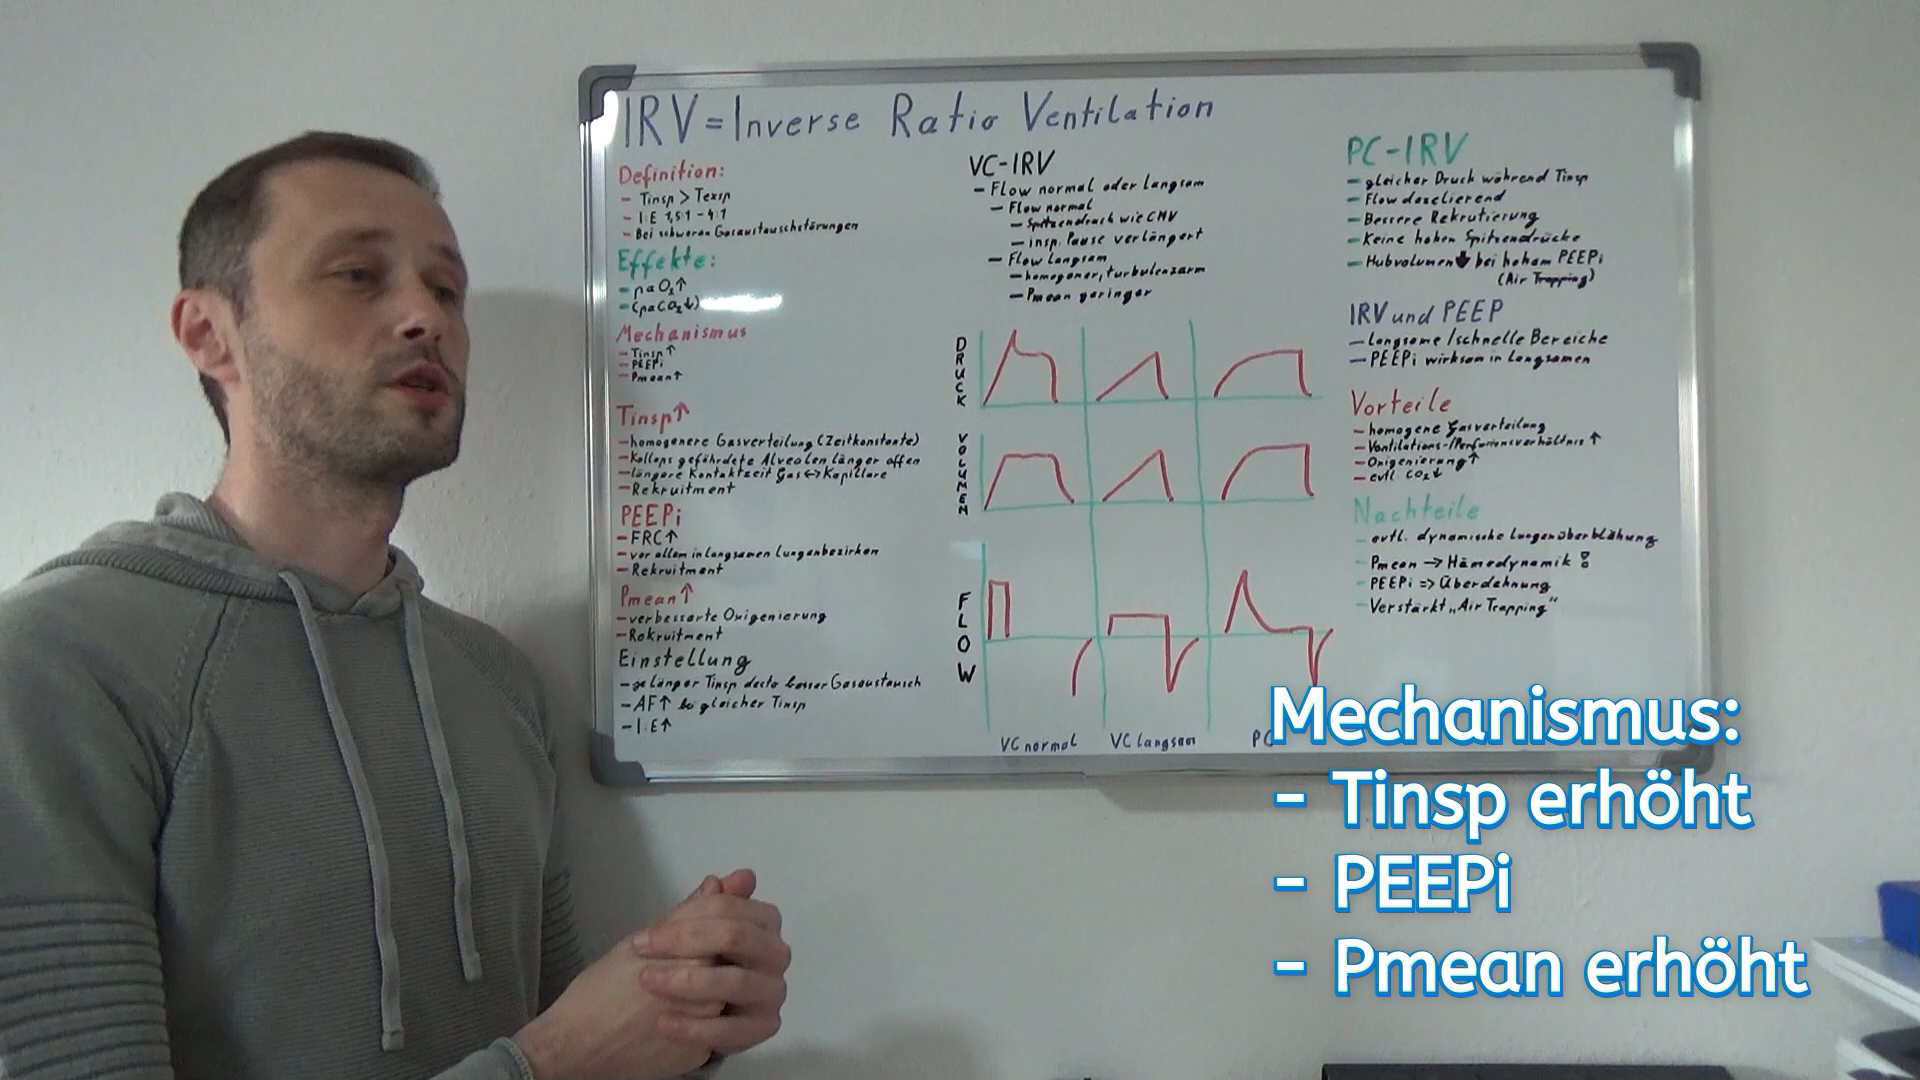 IRV = Inverse Ratio Ventilation
Definition:
- Tinsp > Texsp
- I:E 1,5:1 - 4:1
- Bei schweren Gasaustauschstörungen
Effekte:
- paO₂↑
- (paCO₂↓)
Mechanismus
- Tinsp↑
- PEEPi
- Pmean↑
Tinsp↑
- homogenere Gasverteilung (Zeitkonstante)
- Kollaps gefährdete Alveolen länger offen
- längere Kontaktzeit Gas <-> Kapillare
- Rekruitment
PEEPi
- FRC↑
- vor allem in langsamen Lungenbezirken
- Rekruitment
Pmean↑
- verbesserte Oxigenierung
- Rekruitment
Einstellung
- je länger Tinsp desto besser Gasaustausch
- AF↑ bei gleicher Tinsp
- I:E↑
VC-IRV
- Flow normal oder langsam
- Flow normal
- Spitzendruck wie CMV
- insp. Pause verlängert
- Flow langsam
- homogener, turbulenzarm
- Pmean geringer
DRUCK
VOLUMEN
FLOW
VC normal
VC langsam
PC
PC-IRV
- gleicher Druck während Tinsp
- Flow dezelierend
- Bessere Rekrutierung
- Keine hohen Spitzendrücke
- Hubvolumen↓ bei hohem PEEPi
(Air Trapping)
IRV und PEEP
- Langsame/schnelle Bereiche
- PEEPi wirksam in Langsamen
Vorteile
- homogene Gasverteilung
- Ventilations-/Perfusionsverhältnis ↑
- Oxigenierung↑
- evtl. CO₂↓
Nachteile
- evtl. dynamische Lungenüberblähung
- Pmean → Hämodynamik !
- PEEPi => Überdehnung
- Verstärkt „Air Trapping"
Mechanismus:
- Tinsp erhöht
- PEEPi
- Pmean erhöht